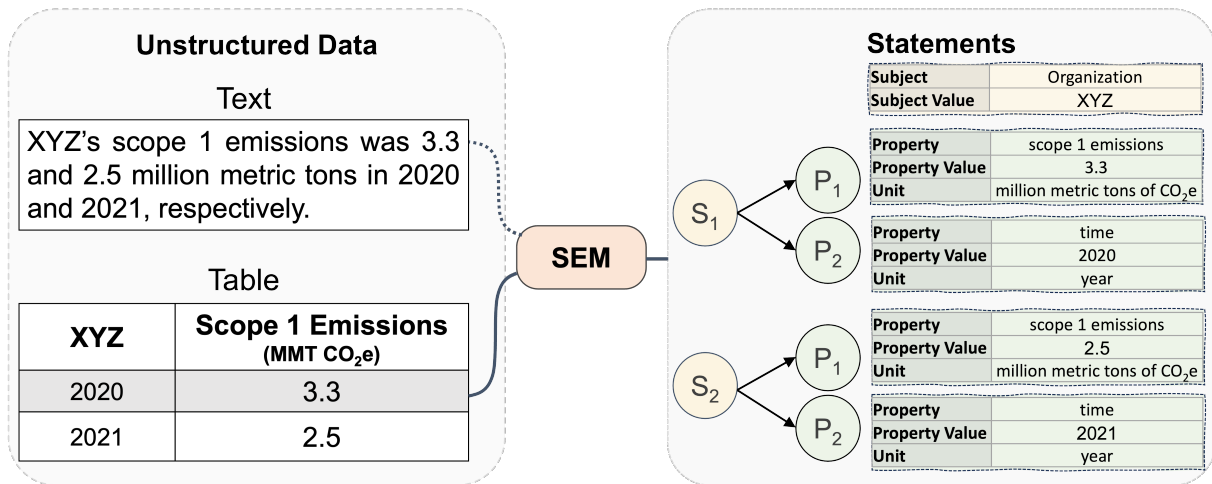 Unstructured Data
Text
XYZ's scope 1 emissions was 3.3
and 2.5 million metric tons in 2020
and 2021, respectively.
Table
XYZ Scope 1 Emissions
(MMT CO₂e)
2020 3.3
2021 2.5
SEM
Statements
Subject Organization
Subject Value XYZ
S₁
P₁
Property scope 1 emissions
Property Value 3.3
Unit million metric tons of CO₂e
P₂
Property time
Property Value 2020
Unit year
S₂
P₁
Property scope 1 emissions
Property Value 2.5
Unit million metric tons of CO₂e
P₂
Property time
Property Value 2021
Unit year